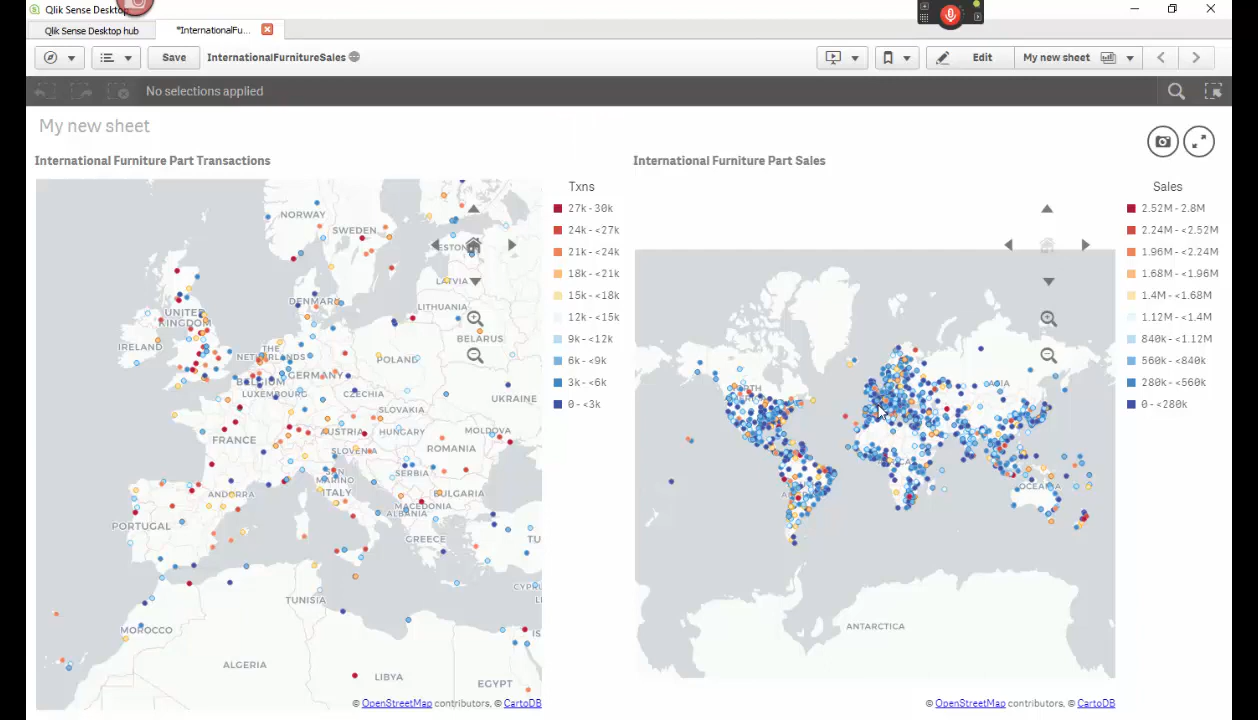 Qlik Sense Desktop
Qlik Sense Desktop hub
*InternationalFu...
Save
InternationalFurnitureSales
Edit
My new sheet
No selections applied
My new sheet
International Furniture Part Transactions
NORWAY
SWEDEN
LATVIA
DENMARK
LITHUANIA
UNITED
KINGDOM
IRELAND
BELARUS
THE
NETHERLANDS
POLAND
GERMANY
BELGIUM
LUXEMBOURG
CZECHIA
UKRAINE
SLOVAKIA
AUSTRIA
HUNGARY
MOLDOVA
FRANCE
SLOVENIA
ROMANIA
SAN
MARINO
SERBIA
ITALY
ANDORRA
BULGARIA
MACEDONIA
ALBANIA
PORTUGAL
GREECE
TU
CYPR
TUNISIA
MOROCCO
IS
ALGERIA
LIBYA
EGYPT
© OpenStreetMap contributors, © CartoDB
Txns
27k - 30k
24k - <27k
21k - <24k
18k - <21k
15k - <18k
12k - <15k
9k - <12k
6k - <9k
3k - <6k
0 - <3k
International Furniture Part Sales
ASIA
OCEANIA
ANTARCTICA
© OpenStreetMap contributors, © CartoDB
Sales
2.52M - 2.8M
2.24M - <2.52M
1.96M - <2.24M
1.68M - <1.96M
1.4M - <1.68M
1.12M - <1.4M
840k - <1.12M
560k - <840k
280k - <560k
0 - <280k